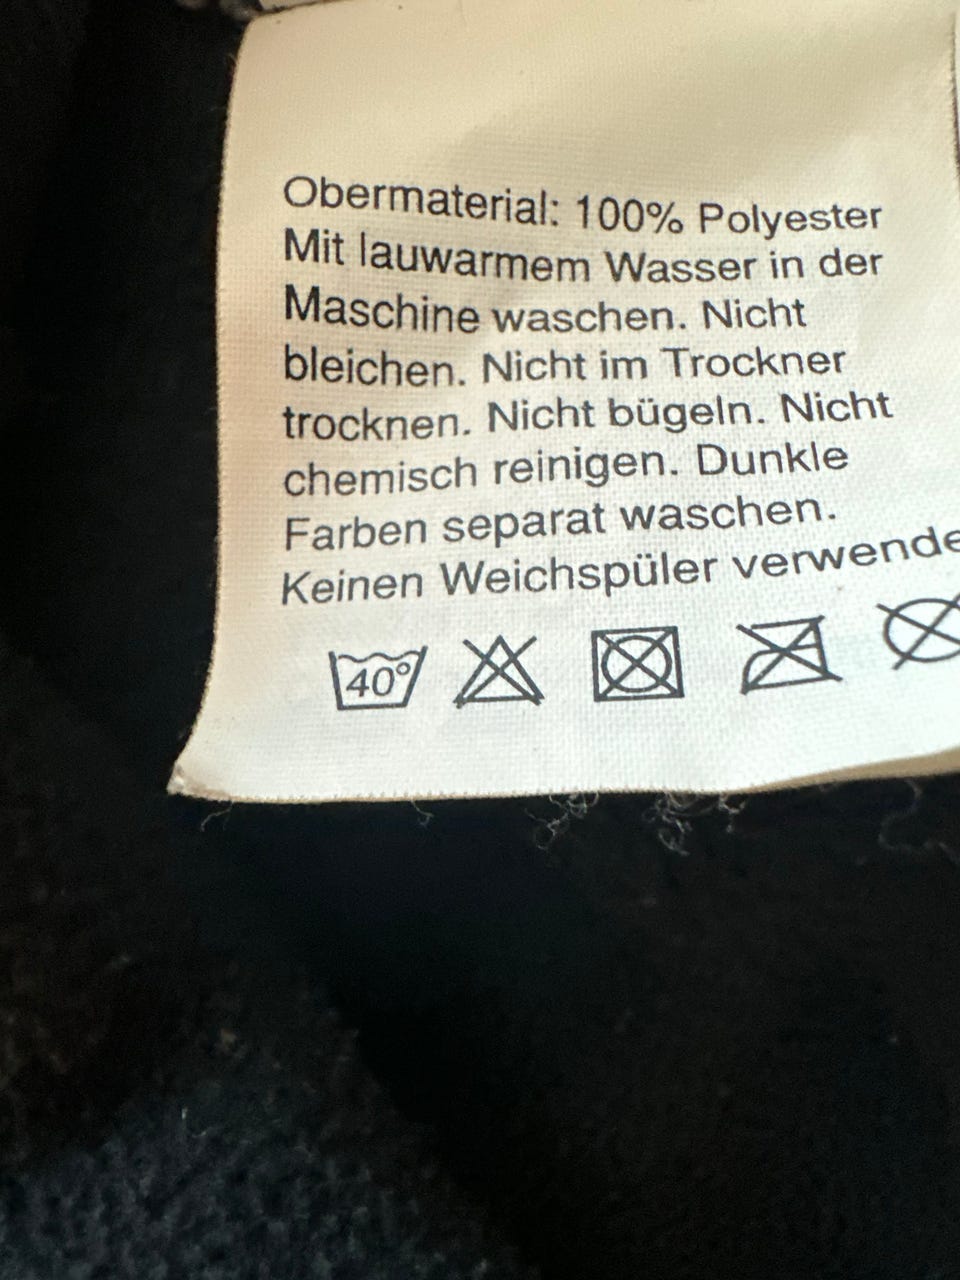 Obermaterial: 100% Polyester
Mit lauwarmem Wasser in der
Maschine waschen. Nicht
bleichen. Nicht im Trockner
trocknen. Nicht bügeln. Nicht
chemisch reinigen. Dunkle
Farben separat waschen.
Keinen Weichspüler verwende
40°